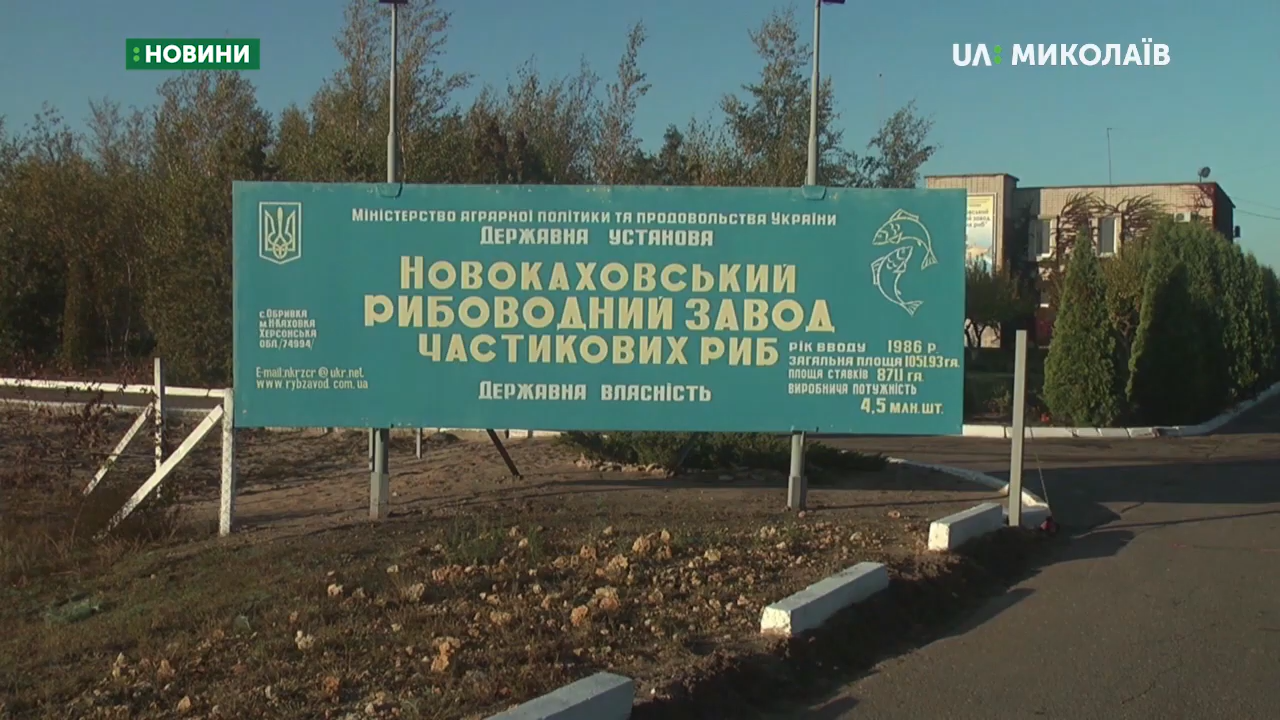 :НОВИНИ
UA: МИКОЛАЇВ
Міністерство аграрної політики та продовольства України
Державна установа
Новокаховський
рибоводний завод
частикових риб
Державна власність
с.Обривка
м.Н.Каховка
Херсонська
обл/74994/
E-mail:nkrzcr@ukr.net
www.rybzavod.com.ua
рік вводу 1986 р.
загальна площа 1051,93 га.
площа ставків 870 га.
виробнича потужність
4,5 млн. шт.